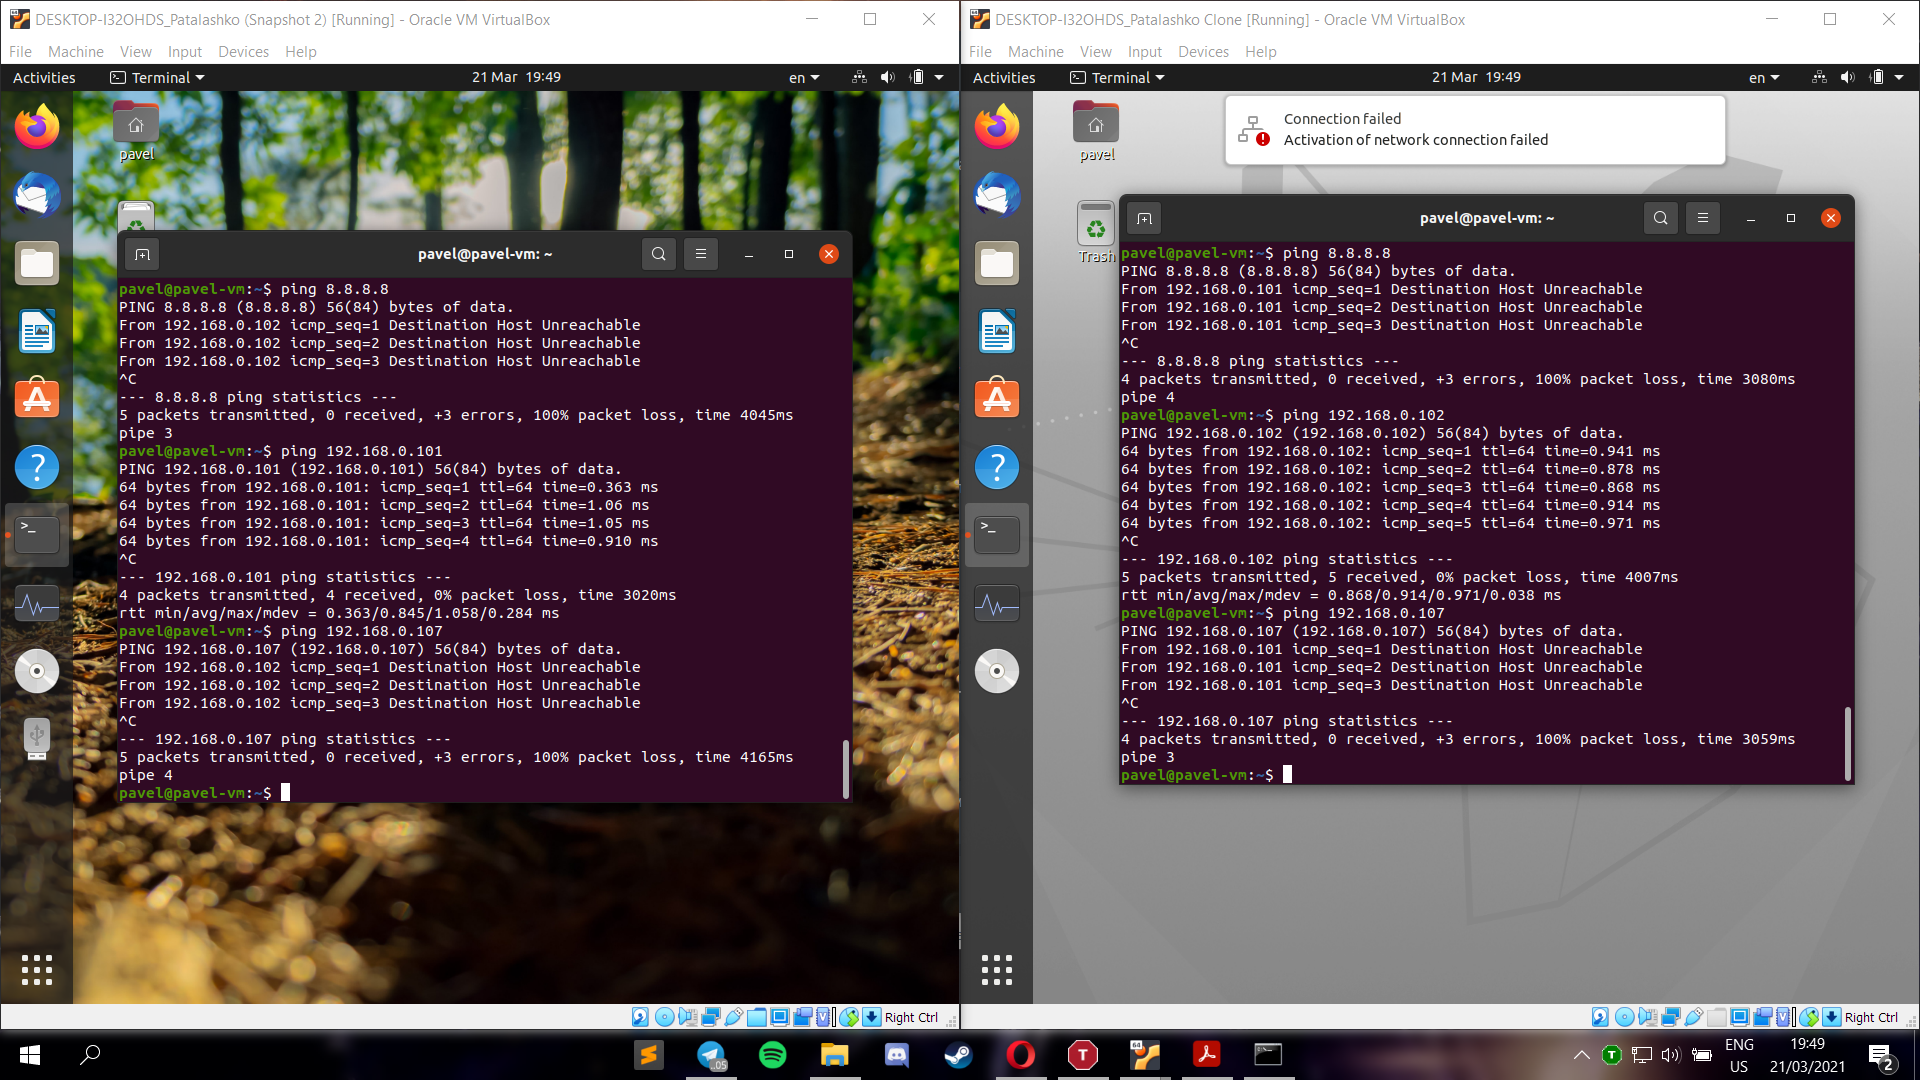 DESKTOP-I32OHDS_Patalashko (Snapshot 2) [Running] - Oracle VM VirtualBox
File Machine View Input Devices Help
Activities Terminal 21 Mar 19:49 en
pavel
pavel@pavel-vm: ~
pavel@pavel-vm:~$ ping 8.8.8.8
PING 8.8.8.8 (8.8.8.8) 56(84) bytes of data.
From 192.168.0.102 icmp_seq=1 Destination Host Unreachable
From 192.168.0.102 icmp_seq=2 Destination Host Unreachable
From 192.168.0.102 icmp_seq=3 Destination Host Unreachable
^C
--- 8.8.8.8 ping statistics ---
5 packets transmitted, 0 received, +3 errors, 100% packet loss, time 4045ms
pipe 3
pavel@pavel-vm:~$ ping 192.168.0.101
PING 192.168.0.101 (192.168.0.101) 56(84) bytes of data.
64 bytes from 192.168.0.101: icmp_seq=1 ttl=64 time=0.363 ms
64 bytes from 192.168.0.101: icmp_seq=2 ttl=64 time=1.06 ms
64 bytes from 192.168.0.101: icmp_seq=3 ttl=64 time=1.05 ms
64 bytes from 192.168.0.101: icmp_seq=4 ttl=64 time=0.910 ms
^C
--- 192.168.0.101 ping statistics ---
4 packets transmitted, 4 received, 0% packet loss, time 3020ms
rtt min/avg/max/mdev = 0.363/0.845/1.058/0.284 ms
pavel@pavel-vm:~$ ping 192.168.0.107
PING 192.168.0.107 (192.168.0.107) 56(84) bytes of data.
From 192.168.0.102 icmp_seq=1 Destination Host Unreachable
From 192.168.0.102 icmp_seq=2 Destination Host Unreachable
From 192.168.0.102 icmp_seq=3 Destination Host Unreachable
^C
--- 192.168.0.107 ping statistics ---
5 packets transmitted, 0 received, +3 errors, 100% packet loss, time 4165ms
pipe 4
pavel@pavel-vm:~$
Right Ctrl
DESKTOP-I32OHDS_Patalashko Clone [Running] - Oracle VM VirtualBox
File Machine View Input Devices Help
Activities Terminal 21 Mar 19:49 en
pavel
Trash
Connection failed
Activation of network connection failed
pavel@pavel-vm: ~
pavel@pavel-vm:~$ ping 8.8.8.8
PING 8.8.8.8 (8.8.8.8) 56(84) bytes of data.
From 192.168.0.101 icmp_seq=1 Destination Host Unreachable
From 192.168.0.101 icmp_seq=2 Destination Host Unreachable
From 192.168.0.101 icmp_seq=3 Destination Host Unreachable
^C
--- 8.8.8.8 ping statistics ---
4 packets transmitted, 0 received, +3 errors, 100% packet loss, time 3080ms
pipe 4
pavel@pavel-vm:~$ ping 192.168.0.102
PING 192.168.0.102 (192.168.0.102) 56(84) bytes of data.
64 bytes from 192.168.0.102: icmp_seq=1 ttl=64 time=0.941 ms
64 bytes from 192.168.0.102: icmp_seq=2 ttl=64 time=0.878 ms
64 bytes from 192.168.0.102: icmp_seq=3 ttl=64 time=0.868 ms
64 bytes from 192.168.0.102: icmp_seq=4 ttl=64 time=0.914 ms
64 bytes from 192.168.0.102: icmp_seq=5 ttl=64 time=0.971 ms
^C
--- 192.168.0.102 ping statistics ---
5 packets transmitted, 5 received, 0% packet loss, time 4007ms
rtt min/avg/max/mdev = 0.868/0.914/0.971/0.038 ms
pavel@pavel-vm:~$ ping 192.168.0.107
PING 192.168.0.107 (192.168.0.107) 56(84) bytes of data.
From 192.168.0.101 icmp_seq=1 Destination Host Unreachable
From 192.168.0.101 icmp_seq=2 Destination Host Unreachable
From 192.168.0.101 icmp_seq=3 Destination Host Unreachable
^C
--- 192.168.0.107 ping statistics ---
4 packets transmitted, 0 received, +3 errors, 100% packet loss, time 3059ms
pipe 3
pavel@pavel-vm:~$
Right Ctrl
.05
ENG
US
19:49
21/03/2021
2